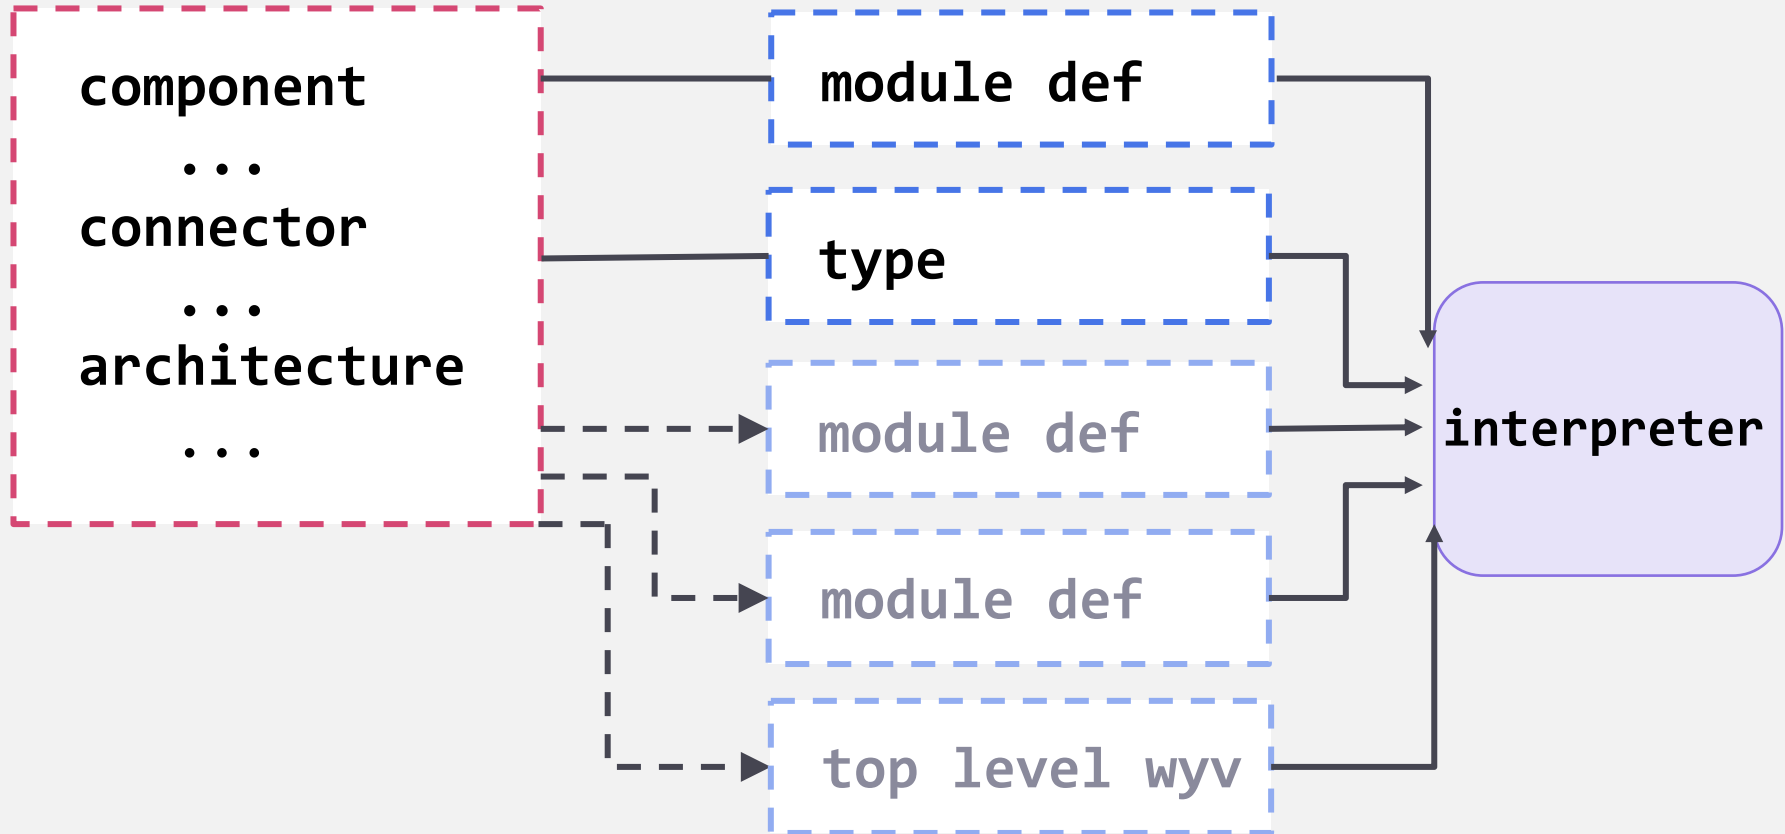 component
...
connector
...
architecture
...
module def
type
module def
module def
top level wyv
interpreter